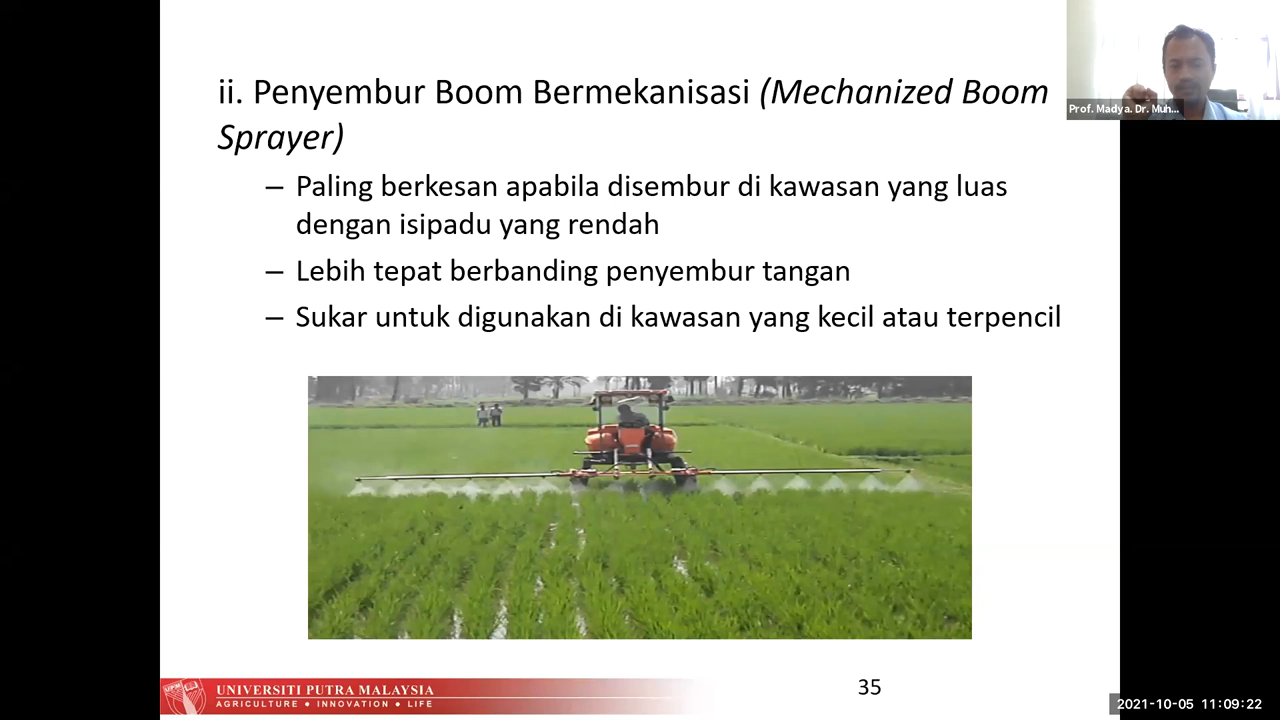 ii. Penyembur Boom Bermekanisasi (Mechanized Boom
Sprayer)
– Paling berkesan apabila disembur di kawasan yang luas
dengan isipadu yang rendah
– Lebih tepat berbanding penyembur tangan
– Sukar untuk digunakan di kawasan yang kecil atau terpencil
Prof. Madya. Dr. Muh...
UPM
UNIVERSITI PUTRA MALAYSIA
AGRICULTURE • INNOVATION • LIFE
35
2021-10-05 11:09:22